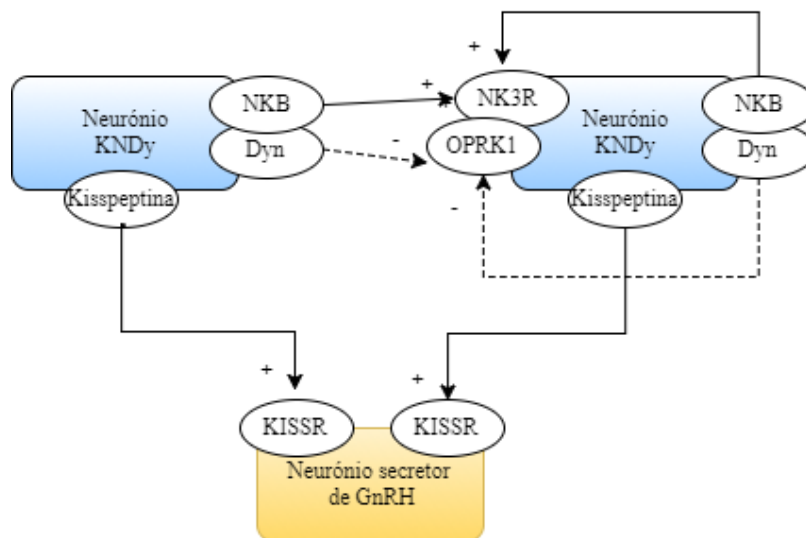 +
+
NKB
NK3R
NKB
Neurónio
KNDy
Neurónio
KNDy
Dyn
-
OPRK1
Dyn
Kisspeptina
Kisspeptina
-
+
+
KISSR
KISSR
Neurónio secretor
de GnRH